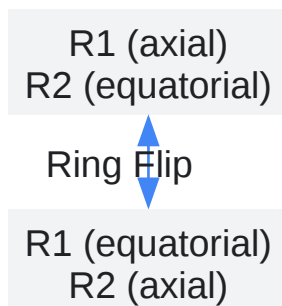 R1 (axial)
R2 (equatorial)
Ring Flip
R1 (equatorial)
R2 (axial)